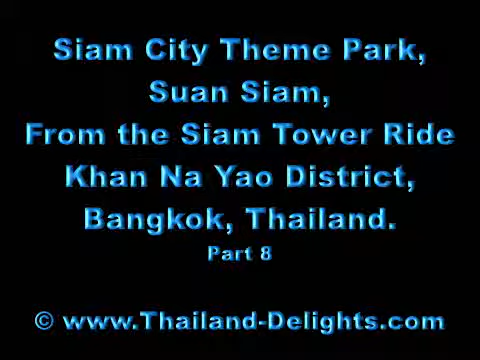 Siam City Theme Park,
Suan Siam,
From the Siam Tower Ride
Khan Na Yao District,
Bangkok, Thailand.
Part 8
© www.Thailand-Delights.com